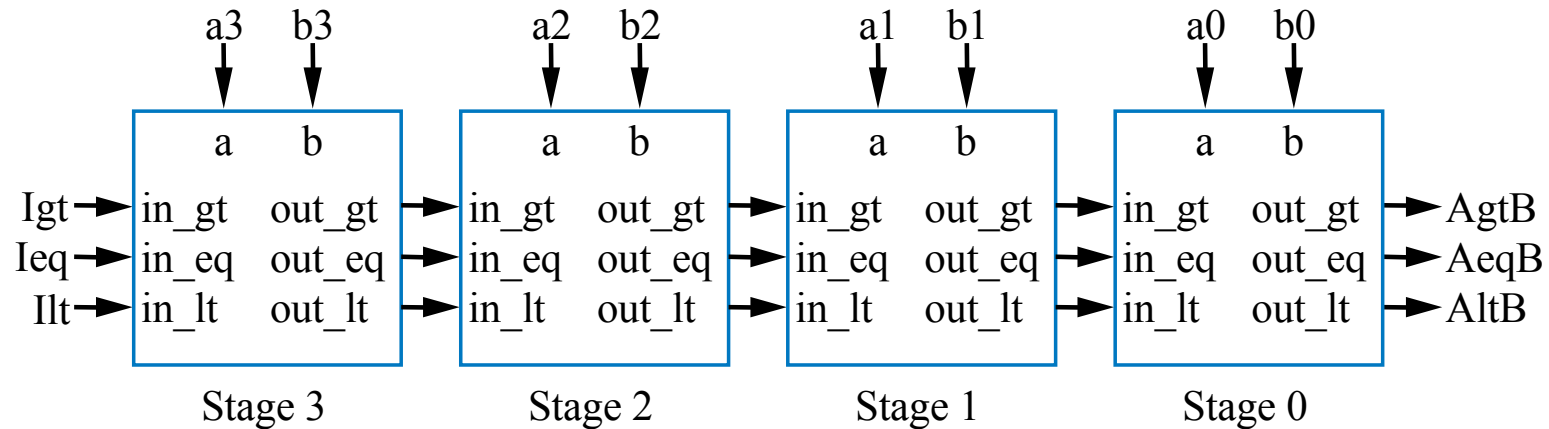 a3 b3 a2 b2 a1 b1 a0 b0
a b a b a b a b
Igt in_gt out_gt in_gt out_gt in_gt out_gt in_gt out_gt AgtB
Ieq in_eq out_eq in_eq out_eq in_eq out_eq in_eq out_eq AeqB
Ilt in_lt out_lt in_lt out_lt in_lt out_lt in_lt out_lt AltB
Stage 3 Stage 2 Stage 1 Stage 0